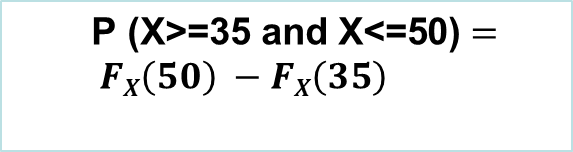 P (X>=35 and X<=50) =
F_X(50) − F_X(35)